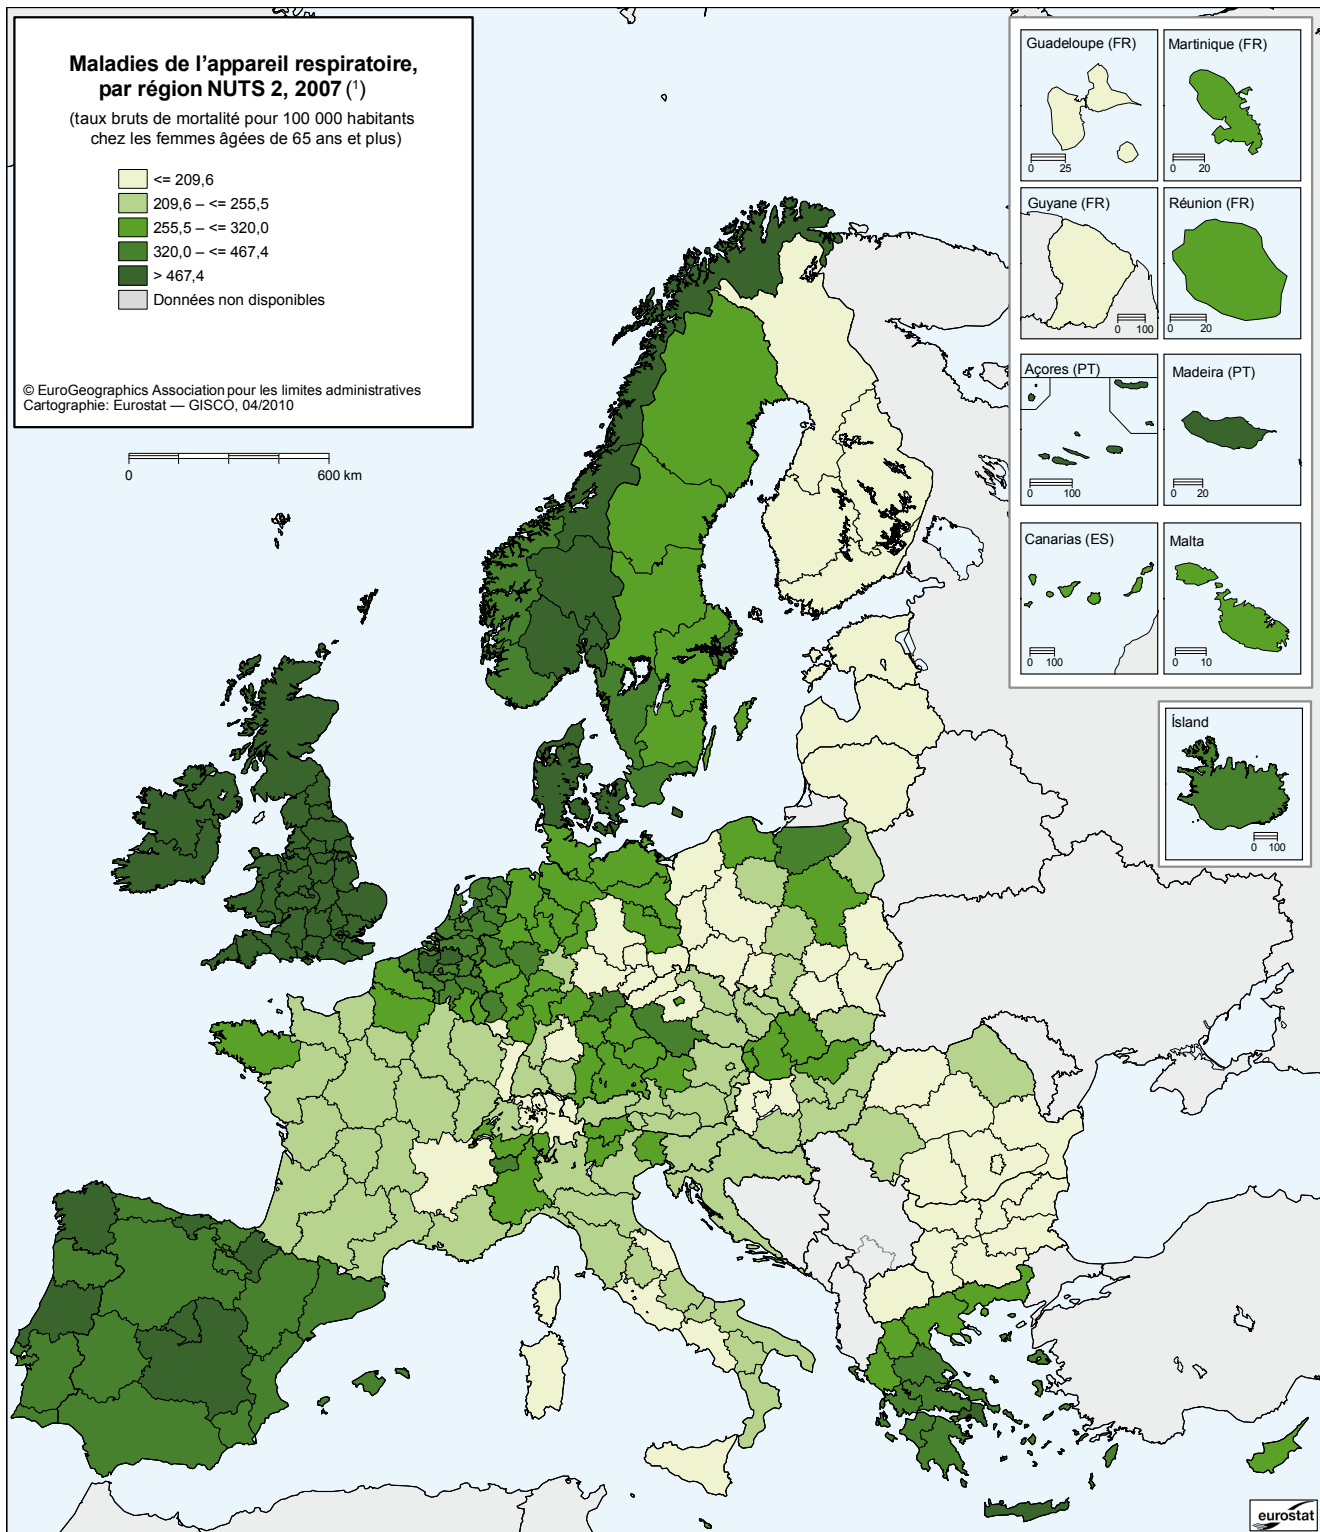 Maladies de l'appareil respiratoire,
par région NUTS 2, 2007 (¹)
(taux bruts de mortalité pour 100 000 habitants
chez les femmes âgées de 65 ans et plus)
<= 209,6
209,6 – <= 255,5
255,5 – <= 320,0
320,0 – <= 467,4
> 467,4
Données non disponibles
© EuroGeographics Association pour les limites administratives
Cartographie: Eurostat — GISCO, 04/2010
0 600 km
Guadeloupe (FR)
0 25
Martinique (FR)
0 20
Guyane (FR)
0 100
Réunion (FR)
0 20
Açores (PT)
0 100
Madeira (PT)
0 20
Canarias (ES)
0 100
Malta
0 10
Ísland
0 100
eurostat